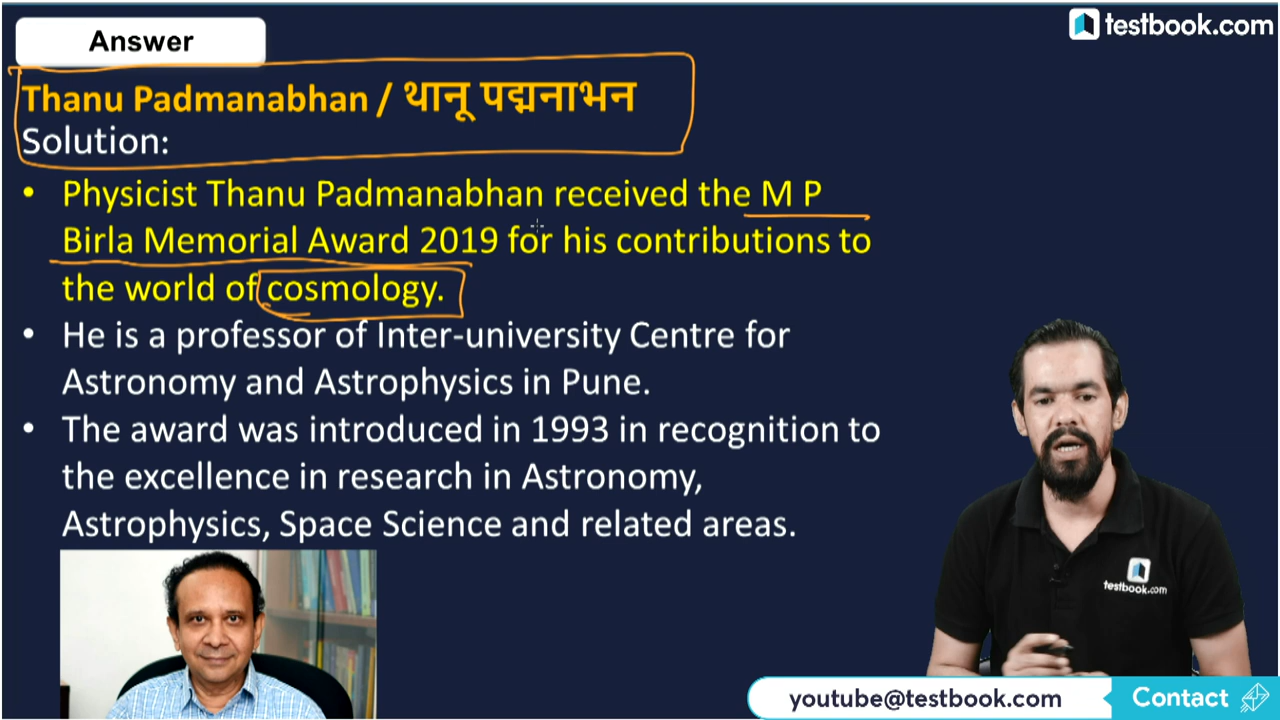 Answer
testbook.com
Thanu Padmanabhan / थानू पद्मनाभन
Solution:
• Physicist Thanu Padmanabhan received the M P
Birla Memorial Award 2019 for his contributions to
the world of cosmology.
• He is a professor of Inter-university Centre for
Astronomy and Astrophysics in Pune.
• The award was introduced in 1993 in recognition to
the excellence in research in Astronomy,
Astrophysics, Space Science and related areas.
testbook.com
youtube@testbook.com Contact